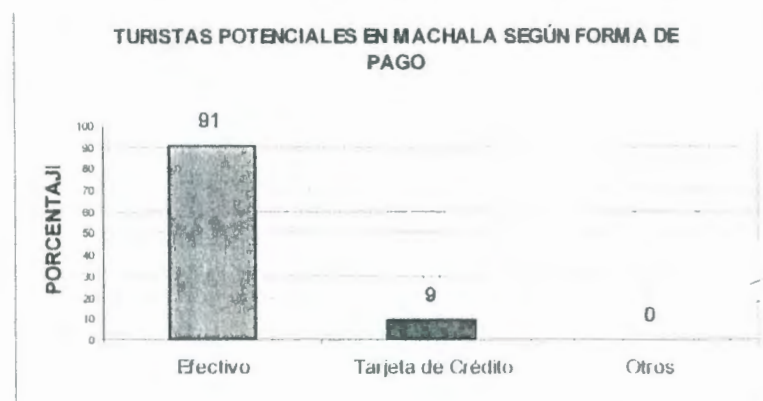 TURISTAS POTENCIALES EN MACHALA SEGÚN FORMA DE
PAGO
PORCENTAJ
100
90
80
70
60
50
40
30
20
10
0
91
9
0
Efectivo
Tarjeta de Crédito
Otros